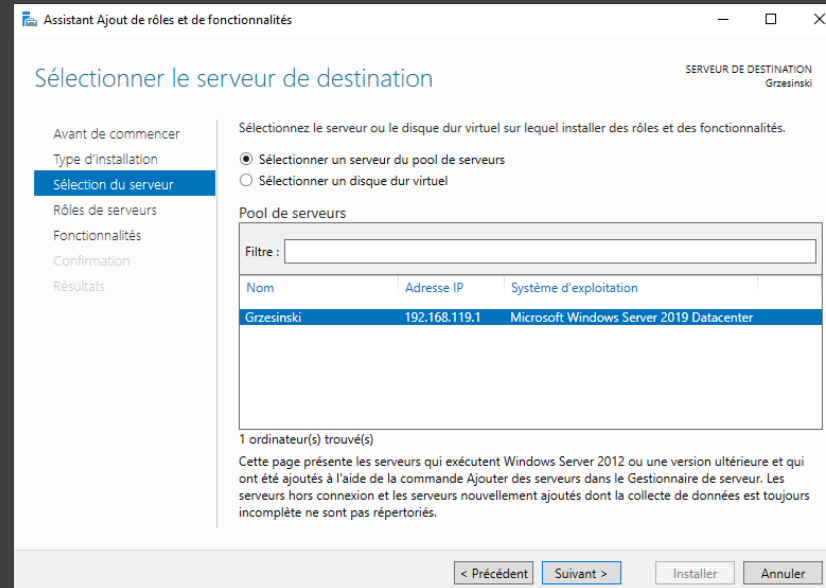 Assistant Ajout de rôles et de fonctionnalités
Sélectionner le serveur de destination
SERVEUR DE DESTINATION
Grzesinski
Avant de commencer
Type d'installation
Sélection du serveur
Rôles de serveurs
Fonctionnalités
Confirmation
Résultats
Sélectionnez le serveur ou le disque dur virtuel sur lequel installer des rôles et des fonctionnalités.
Sélectionner un serveur du pool de serveurs
Sélectionner un disque dur virtuel
Pool de serveurs
Filtre :
Nom Adresse IP Système d'exploitation
Grzesinski 192.168.119.1 Microsoft Windows Server 2019 Datacenter
1 ordinateur(s) trouvé(s)
Cette page présente les serveurs qui exécutent Windows Server 2012 ou une version ultérieure et qui
ont été ajoutés à l'aide de la commande Ajouter des serveurs dans le Gestionnaire de serveur. Les
serveurs hors connexion et les serveurs nouvellement ajoutés dont la collecte de données est toujours
incomplète ne sont pas répertoriés.
< Précédent Suivant > Installer Annuler